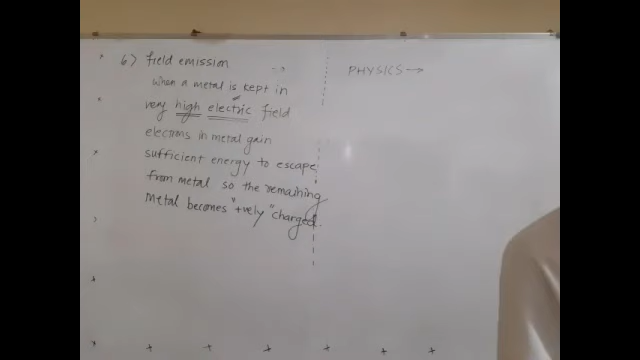 6> field emission
when a metal is kept in
very high electric field
electrons in metal gain
sufficient energy to escape
from metal so the remaining
metal becomes "+vely" charged.
PHYSICS →